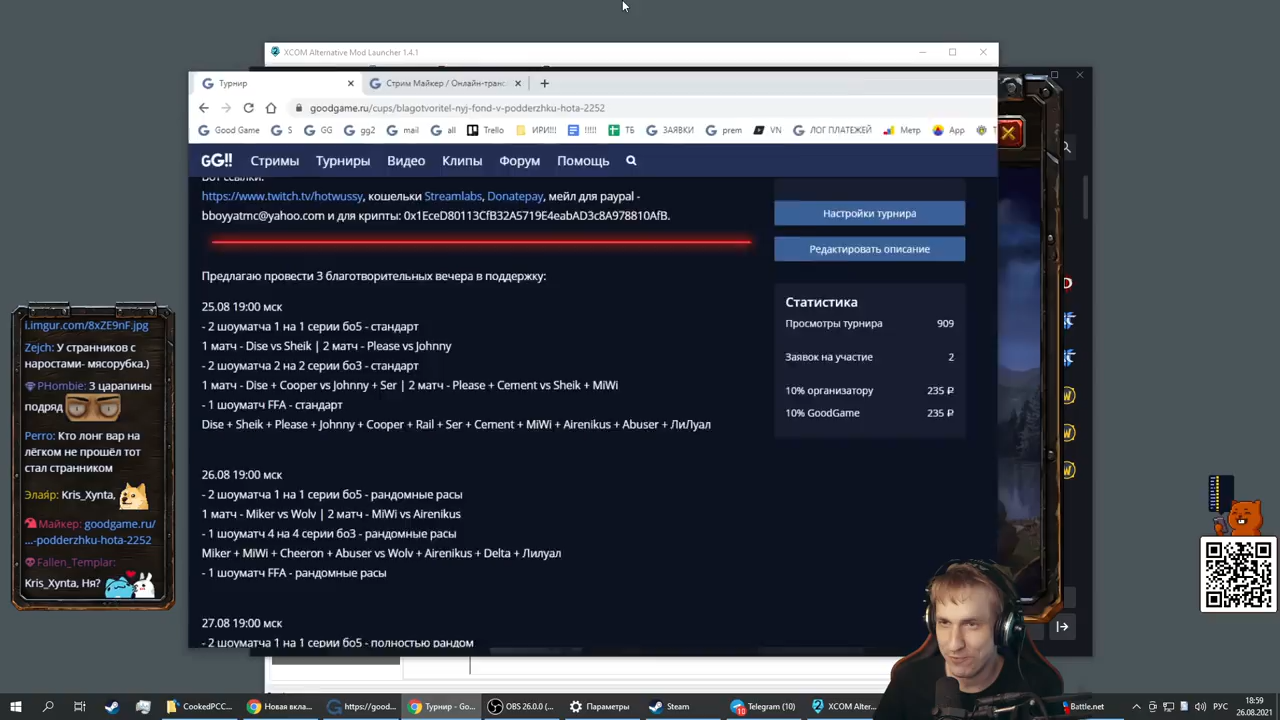 XCOM Alternative Mod Launcher 1.4.1
Турнир
Стрим Майкер / Онлайн-транс
goodgame.ru/cups/blagotvoritel-nyj-fond-v-podderzhku-hota-2252
Good Game S GG gg2 mail all Trello ИРИ!!! !!!!! ТБ ЗАЯВКИ prem VN ЛОГ ПЛАТЕЖЕЙ Метр App
GG!! Стримы Турниры Видео Клипы Форум Помощь
Вот ссылки:
https://www.twitch.tv/hotwussy, кошельки Streamlabs, Donatepay, мейл для paypal -
bboyyatmc@yahoo.com и для крипты: 0x1EceD80113CfB32A5719E4eabAD3c8A978810AfB.
Предлагаю провести 3 благотворительных вечера в поддержку:
25.08 19:00 мск
- 2 шоуматча 1 на 1 серии бо5 - стандарт
1 матч - Dise vs Sheik | 2 матч - Please vs Johnny
- 2 шоуматча 2 на 2 серии бо3 - стандарт
1 матч - Dise + Cooper vs Johnny + Ser | 2 матч - Please + Cement vs Sheik + MiWi
- 1 шоуматч FFA - стандарт
Dise + Sheik + Please + Johnny + Cooper + Rail + Ser + Cement + MiWi + Airenikus + Abuser + ЛиЛуал
26.08 19:00 мск
- 2 шоуматча 1 на 1 серии бо5 - рандомные расы
1 матч - Miker vs Wolv | 2 матч - MiWi vs Airenikus
- 1 шоуматч 4 на 4 серии бо3 - рандомные расы
Miker + MiWi + Cheeron + Abuser vs Wolv + Airenikus + Delta + Лилуал
- 1 шоуматч FFA - рандомные расы
27.08 19:00 мск
- 2 шоуматча 1 на 1 серии бо5 - полностью рандом
Настройки турнира
Редактировать описание
Статистика
Просмотры турнира 909
Заявок на участие 2
10% организатору 235 ₽
10% GoodGame 235 ₽
i.imgur.com/8xZE9nF.jpg
Zejch: У странников с
наростами- мясорубка.)
PHombie: 3 царапины
подряд
Perro: Кто лонг вар на
лёгком не прошёл тот
стал странником
Элаяр: Kris_Xynta,
Майкер: goodgame.ru/
...-podderzhku-hota-2252
Fallen_Templar:
Kris_Xynta, Ня?
CookedPCC... Новая вкла... https://good... Турнир - Go... OBS 26.0.0 (... Параметры Steam Telegram (10) XCOM Alter... Battle.net
РУС
18:59
26.08.2021